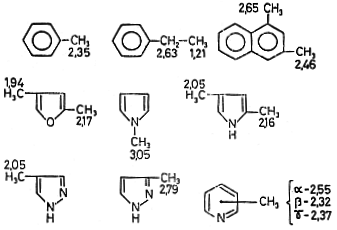 CH₃
2,35
CH₂ CH₃
2,63 1,21
2,65 CH₃
CH₃
2,46
1,94
H₃C
O
CH₃
2,17
N
CH₃
3,05
2,05
H₃C
N
H
CH₃
2,16
2,05
H₃C
N
N
H
CH₃
2,79
N
N
H
N
CH₃
α-2,55
β-2,32
γ-2,37